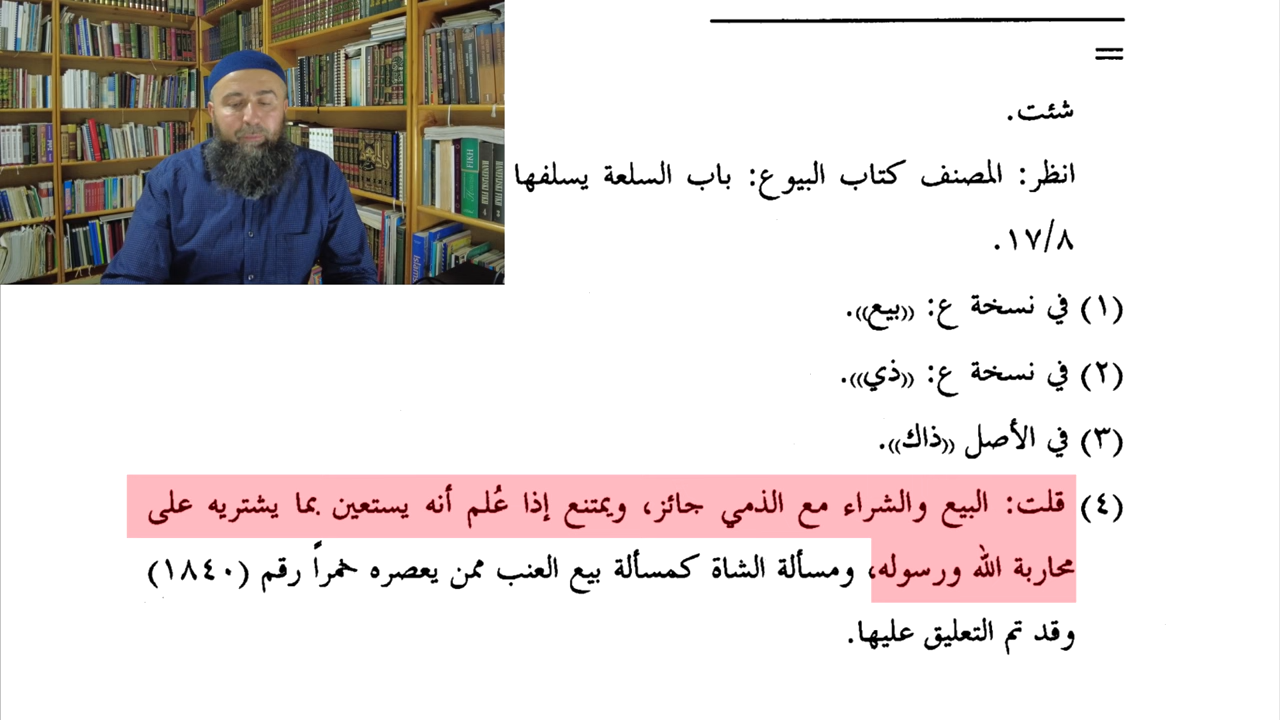 =
شئت.
انظر: المصنف كتاب البيوع: باب السلعة يسلفها
١٧/٨.
(١) في نسخة ع: ((بيع)).
(٢) في نسخة ع: ((ذي)).
(٣) في الأصل ((ذاك)).
(٤) قلت: البيع والشراء مع الذمي جائز، ويمتنع إذا عُلم أنه يستعين بما يشتريه على
محاربة الله ورسوله، ومسألة الشاة كمسألة بيع العنب ممن يعصره خمراً رقم (١٨٤٠)
وقد تم التعليق عليها.